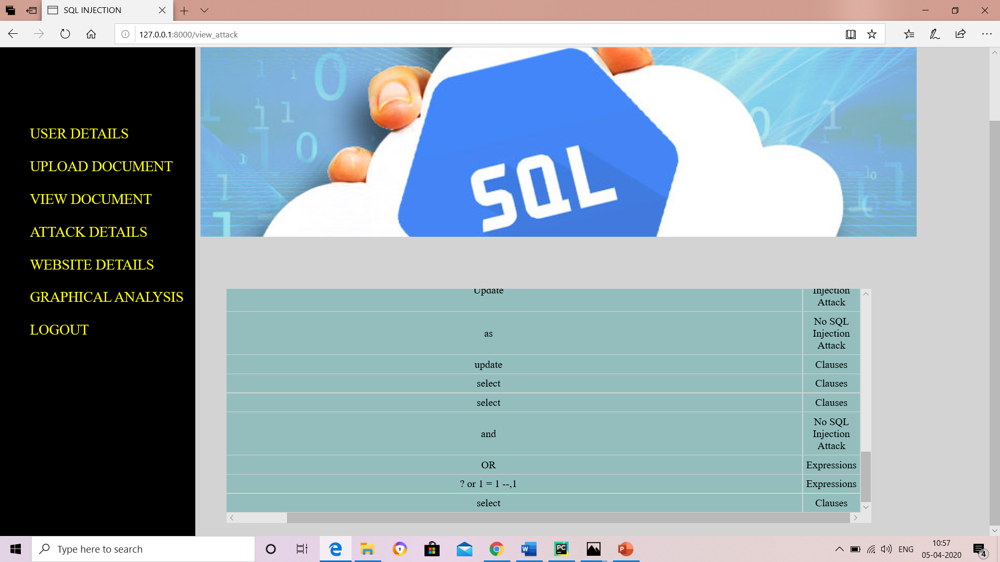 SQL INJECTION
127.0.0.1:8000/view_attack
USER DETAILS
UPLOAD DOCUMENT
VIEW DOCUMENT
ATTACK DETAILS
WEBSITE DETAILS
GRAPHICAL ANALYSIS
LOGOUT
SQL
Update
Injection
Attack
as
No SQL
Injection
Attack
update
Clauses
select
Clauses
select
Clauses
and
No SQL
Injection
Attack
OR
Expressions
? or 1 = 1 --,1
Expressions
select
Clauses
Type here to search
ENG
10:57
05-04-2020
4